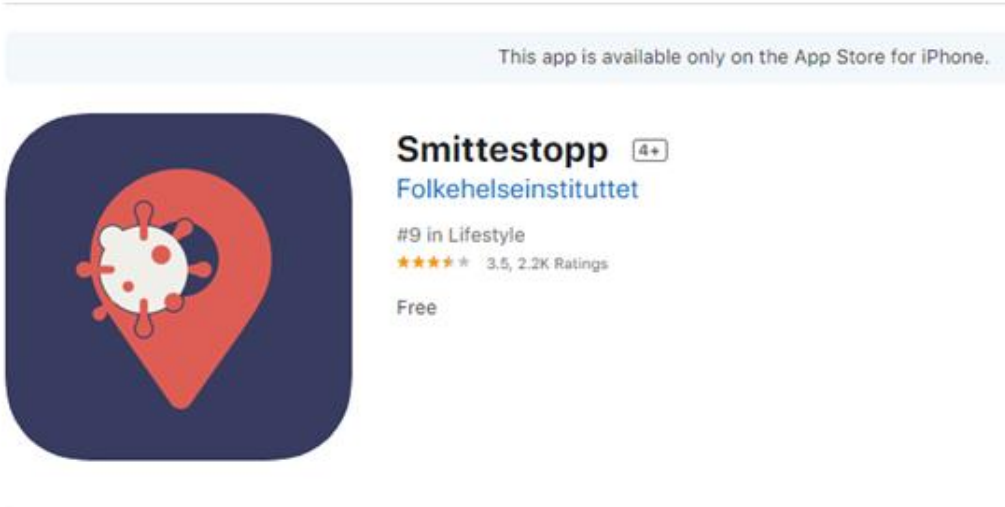 This app is available only on the App Store for iPhone.
Smittestopp 4+
Folkehelseinstituttet
#9 in Lifestyle
3.5, 2.2K Ratings
Free